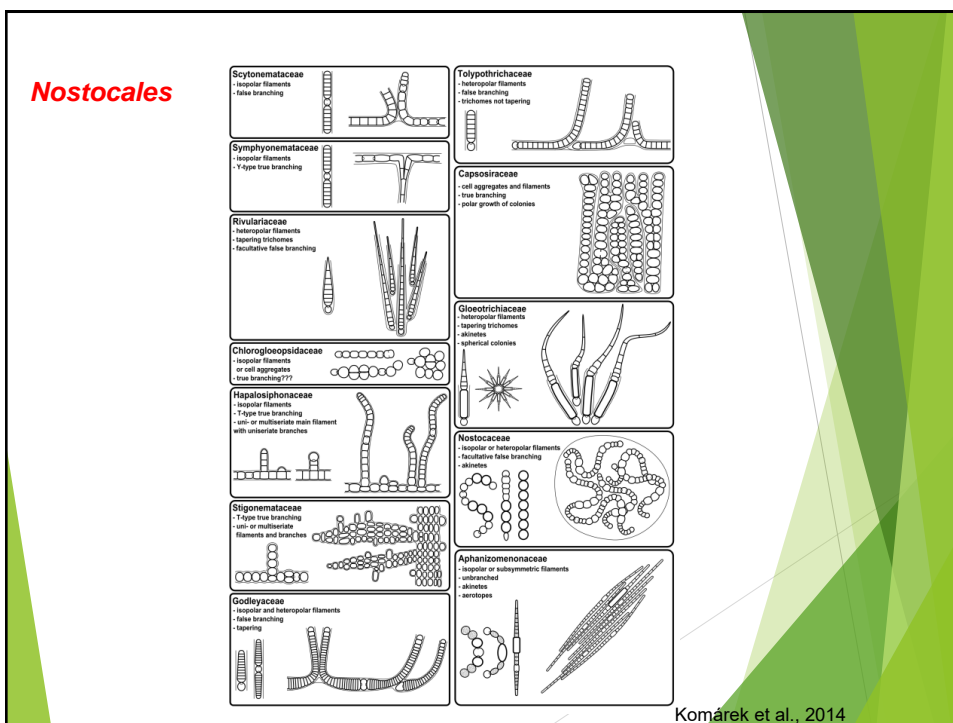 Nostocales
Scytonemataceae
- isopolar filaments
- false branching
Symphyonemataceae
- isopolar filaments
- Y-type true branching
Rivulariaceae
- heteropolar filaments
- tapering trichomes
- facultative false branching
Chlorogloeopsidaceae
- isopolar filaments
or cell aggregates
- true branching???
Hapalosiphonaceae
- isopolar filaments
- T-type true branching
- uni- or multiseriate main filament
with uniseriate branches
Stigonemataceae
- T-type true branching
- uni- or multiseriate
filaments and branches
Godleyaceae
- isopolar and heteropolar filaments
- false branching
- tapering
Tolypothrichaceae
- heteropolar filaments
- false branching
- trichomes not tapering
Capsosiraceae
- cell aggregates and filaments
- true branching
- polar growth of colonies
Gloeotrichiaceae
- heteropolar filaments
- tapering trichomes
- akinetes
- spherical colonies
Nostocaceae
- isopolar or heteropolar filaments
- facultative false branching
- akinetes
Aphanizomenonaceae
- isopolar or subsymmetric filaments
- unbranched
- akinetes
- aerotopes
Komárek et al., 2014